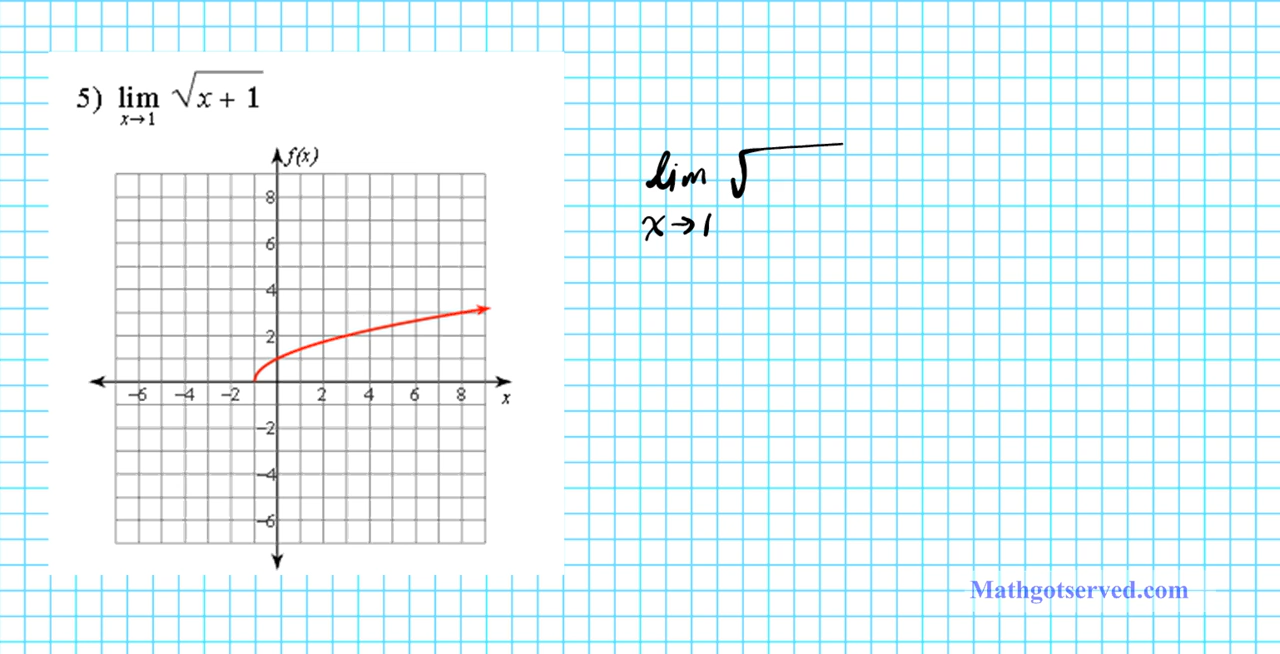 5) lim √x + 1
x→1
f(x)
8
6
4
2
−6 −4 −2 2 4 6 8
x
−2
−4
−6
lim √
x→1
Mathgotserved.com